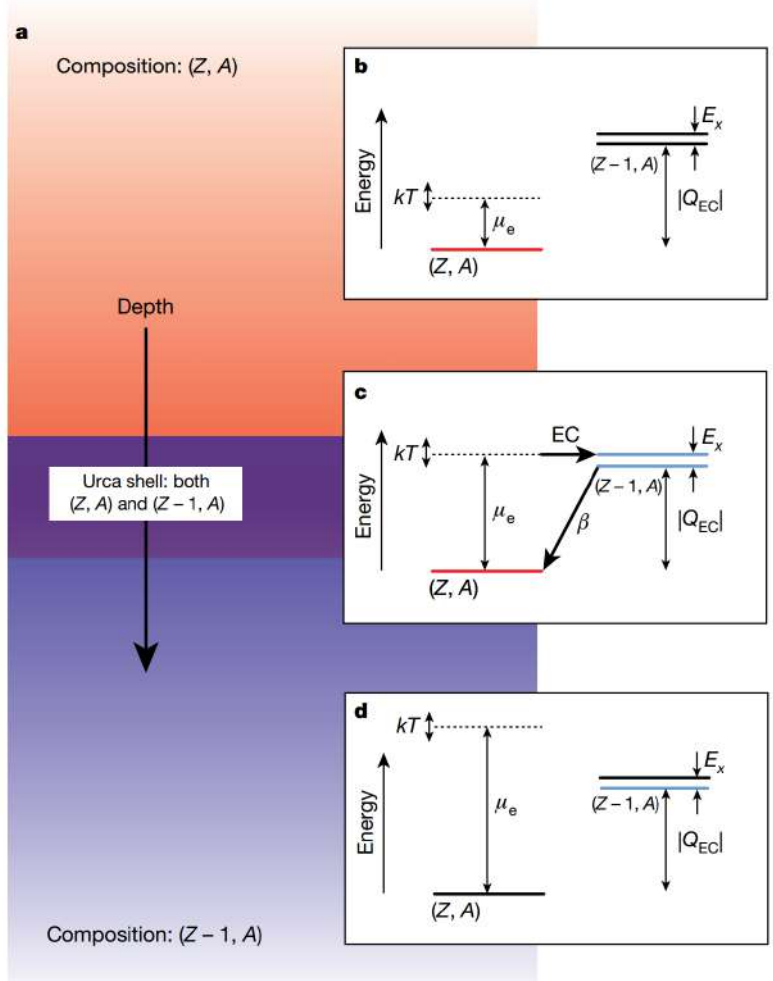 a
Composition: (Z, A)
Depth
Urca shell: both
(Z, A) and (Z – 1, A)
Composition: (Z – 1, A)
b
Energy
kT
μe
(Z, A)
Ex
(Z – 1, A)
|QEC|
c
Energy
kT
μe
(Z, A)
EC
β
Ex
(Z – 1, A)
|QEC|
d
Energy
kT
μe
(Z, A)
Ex
(Z – 1, A)
|QEC|